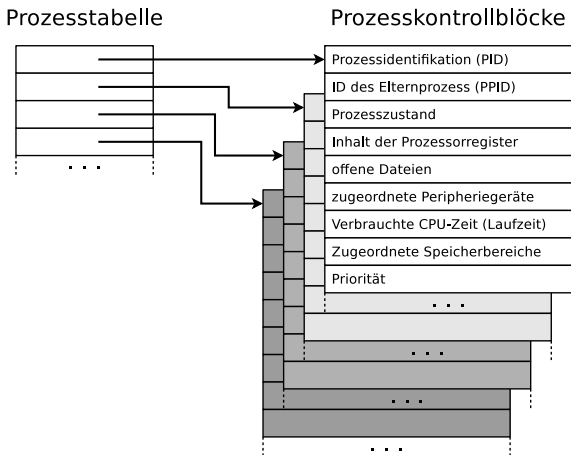 Prozesstabelle
Prozesskontrollblöcke
Prozessidentifikation (PID)
ID des Elternprozess (PPID)
Prozesszustand
Inhalt der Prozessorregister
offene Dateien
zugeordnete Peripheriegeräte
Verbrauchte CPU-Zeit (Laufzeit)
Zugeordnete Speicherbereiche
Priorität
. . .
. . .
. . .
. . .
. . .